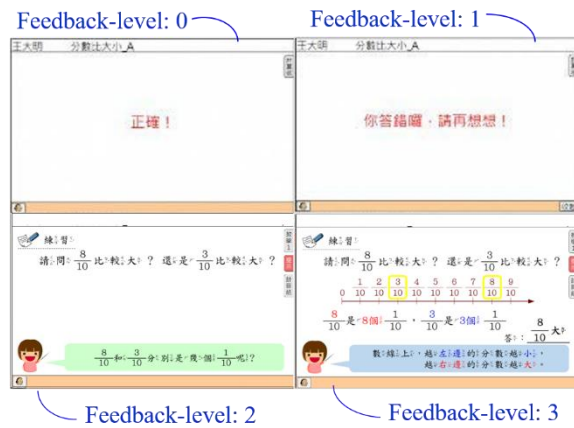 Feedback-level: 0
Feedback-level: 1
王大明 分數比大小_A
王大明 分數比大小_A
正確！
你答錯囉，請再想想！
練習
練習
請問 8/10 比較大？ 還是 3/10 比較大？
請問 8/10 比較大？ 還是 3/10 比較大？
0 1/10 2/10 3/10 4/10 5/10 6/10 7/10 8/10 9/10
8/10 是 8個 1/10 ， 3/10 是 3個 1/10
答： 8/10 大
8/10 和 3/10 分別是幾個 1/10 呢？
數線上，越左邊的分數越小，
越右邊的分數越大。
Feedback-level: 2
Feedback-level: 3